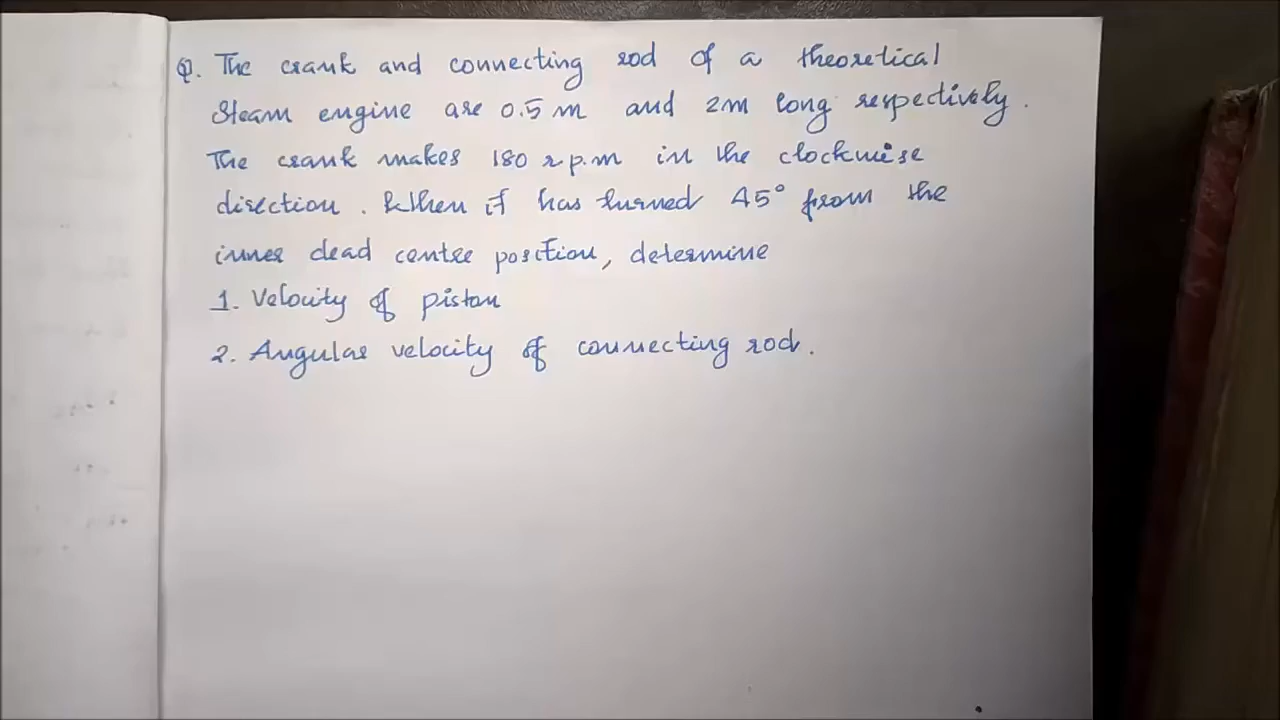 Q. The crank and connecting rod of a theoretical
steam engine are 0.5 m and 2m long respectively.
The crank makes 180 r.p.m in the clockwise
direction. When it has turned 45° from the
inner dead centre position, determine
1. Velocity of piston
2. Angular velocity of connecting rod.